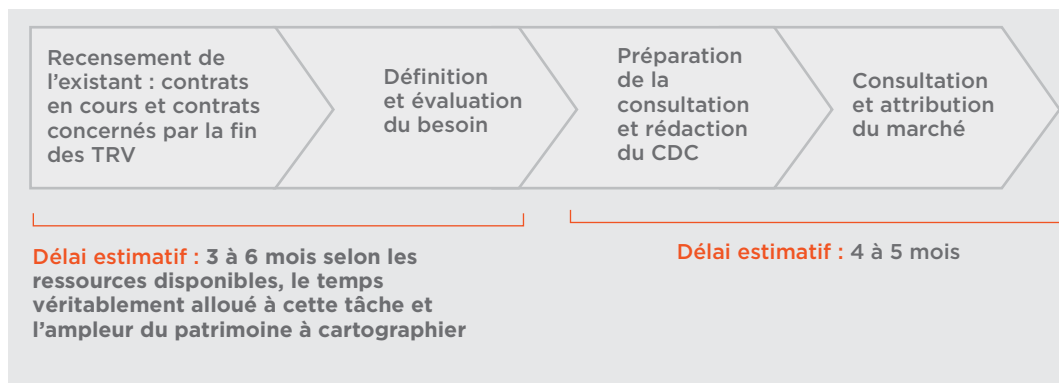 Recensement de
l'existant : contrats
en cours et contrats
concernés par la fin
des TRV
Définition
et évaluation
du besoin
Préparation
de la
consultation
et rédaction
du CDC
Consultation
et attribution
du marché
Délai estimatif : 3 à 6 mois selon les
ressources disponibles, le temps
véritablement alloué à cette tâche et
l'ampleur du patrimoine à cartographier
Délai estimatif : 4 à 5 mois